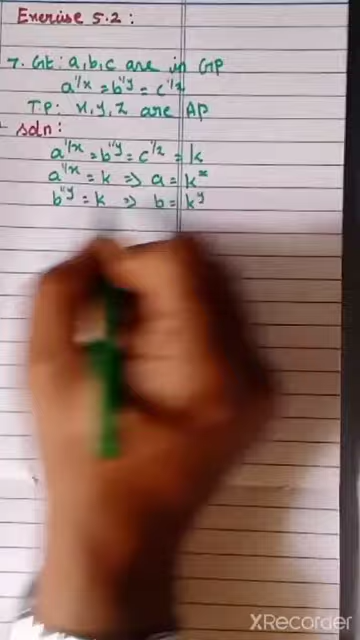 Exercise 5.2 :
7. Gt : a, b, c are in GP
a^1/x = b^1/y = c^1/z
T.P: x, y, z are AP
soln :
a^1/x = b^1/y = c^1/z = k
a^1/x = k => a = k^x
b^1/y = k => b = k^y
XRecorder